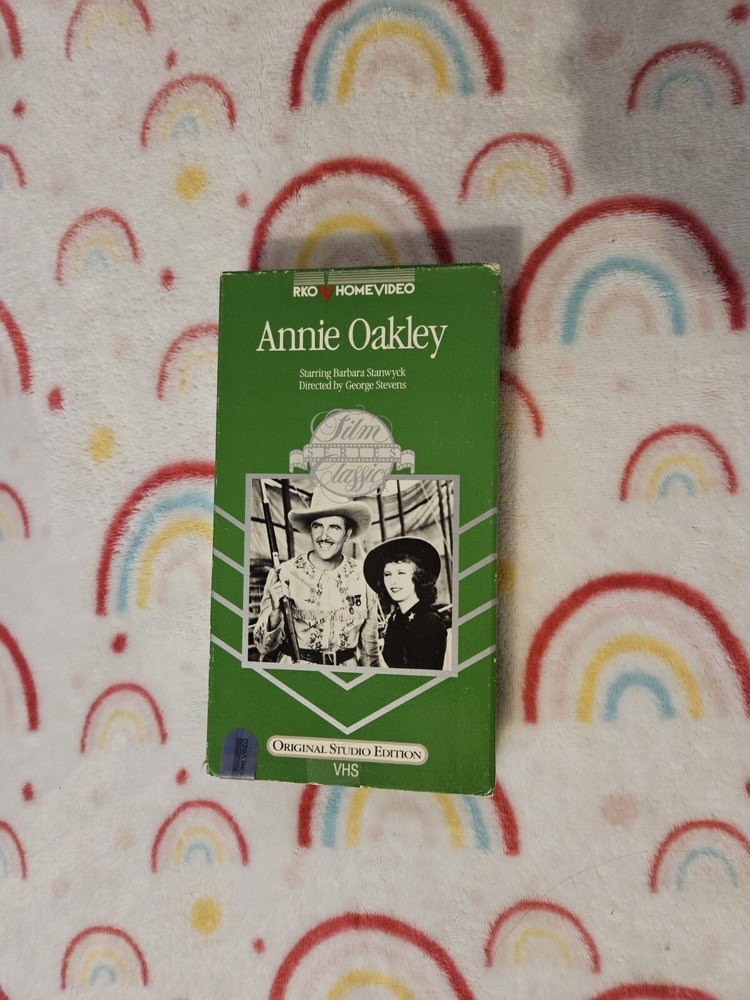 RKO HOMEVIDEO
Annie Oakley
Starring Barbara Stanwyck
Directed by George Stevens
Film
SERIES
Classics
ORIGINAL STUDIO EDITION
VHS